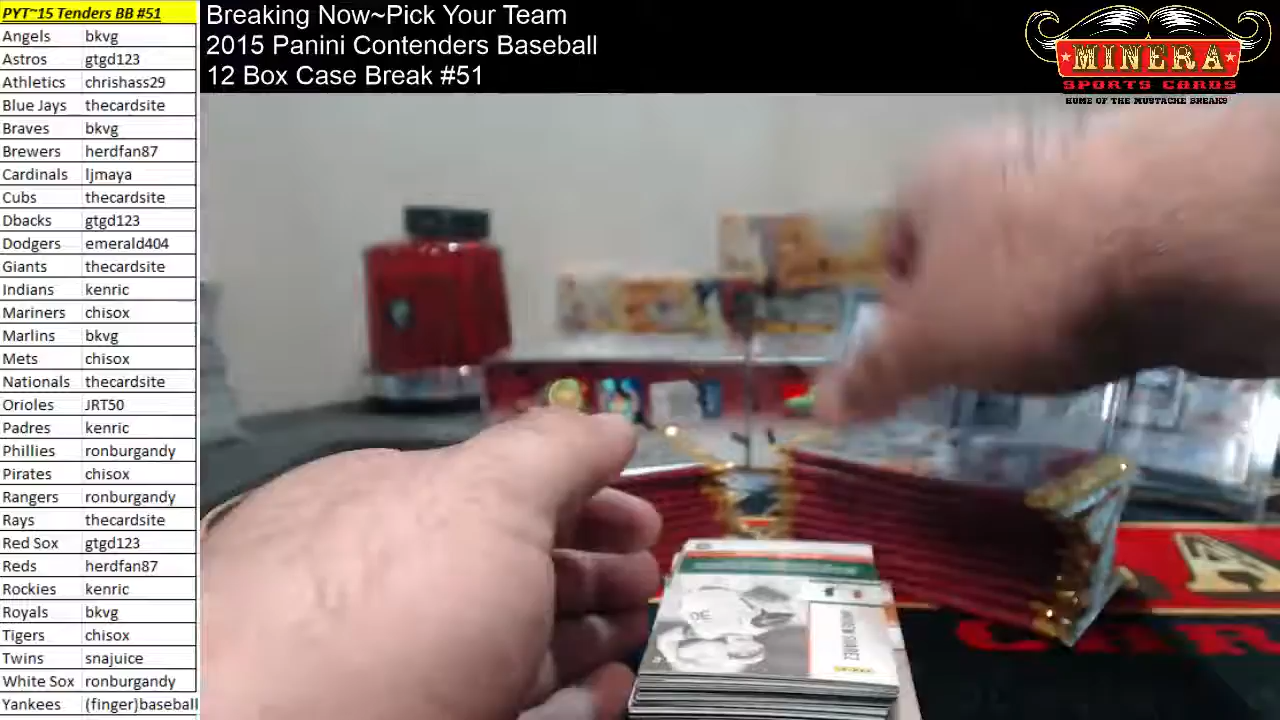 PYT~15 Tenders BB #51
Angels bkvg
Astros gtgd123
Athletics chrishass29
Blue Jays thecardsite
Braves bkvg
Brewers herdfan87
Cardinals ljmaya
Cubs thecardsite
Dbacks gtgd123
Dodgers emerald404
Giants thecardsite
Indians kenric
Mariners chisox
Marlins bkvg
Mets chisox
Nationals thecardsite
Orioles JRT50
Padres kenric
Phillies ronburgandy
Pirates chisox
Rangers ronburgandy
Rays thecardsite
Red Sox gtgd123
Reds herdfan87
Rockies kenric
Royals bkvg
Tigers chisox
Twins snajuice
White Sox ronburgandy
Yankees (finger)baseball
Breaking Now~Pick Your Team
2015 Panini Contenders Baseball
12 Box Case Break #51
MINERA
SPORTS CARDS
HOME OF THE MUSTACHE BREAKS